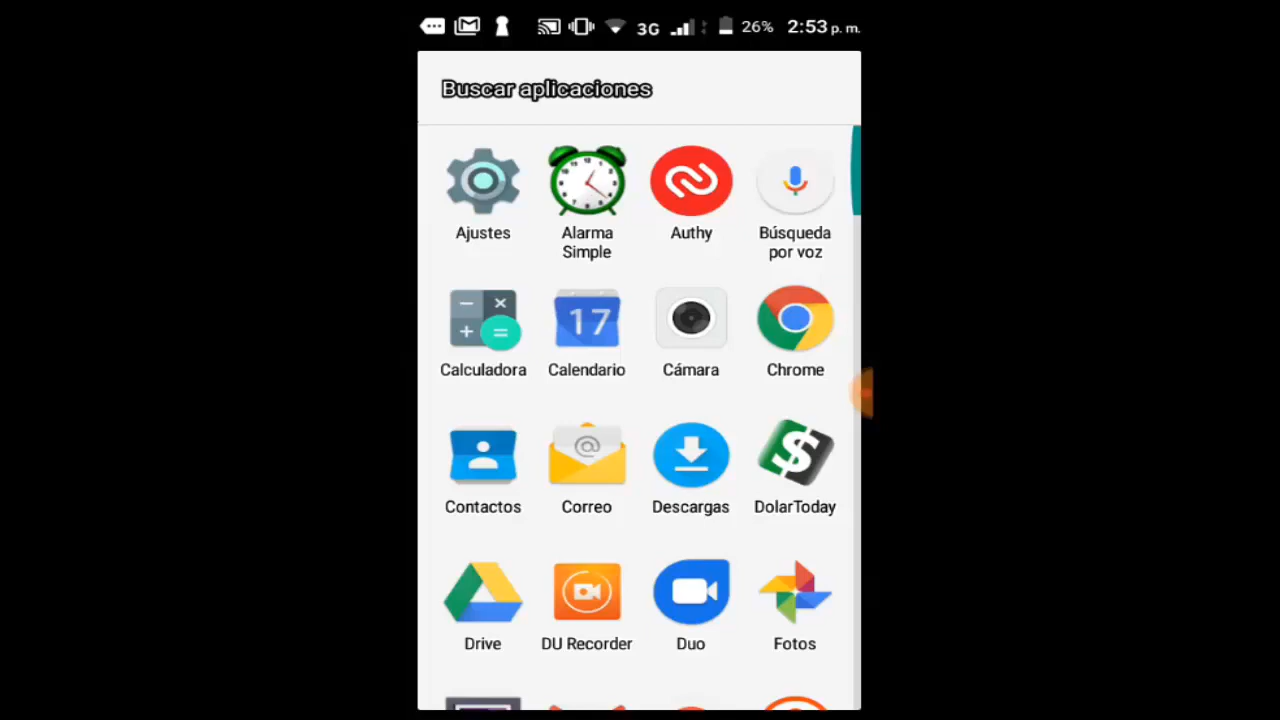 3G 26% 2:53 p. m.
Buscar aplicaciones
Ajustes
Alarma
Simple
Authy
Búsqueda
por voz
Calculadora
17
Calendario
Cámara
Chrome
Contactos
Correo
Descargas
DolarToday
Drive
DU Recorder
Duo
Fotos